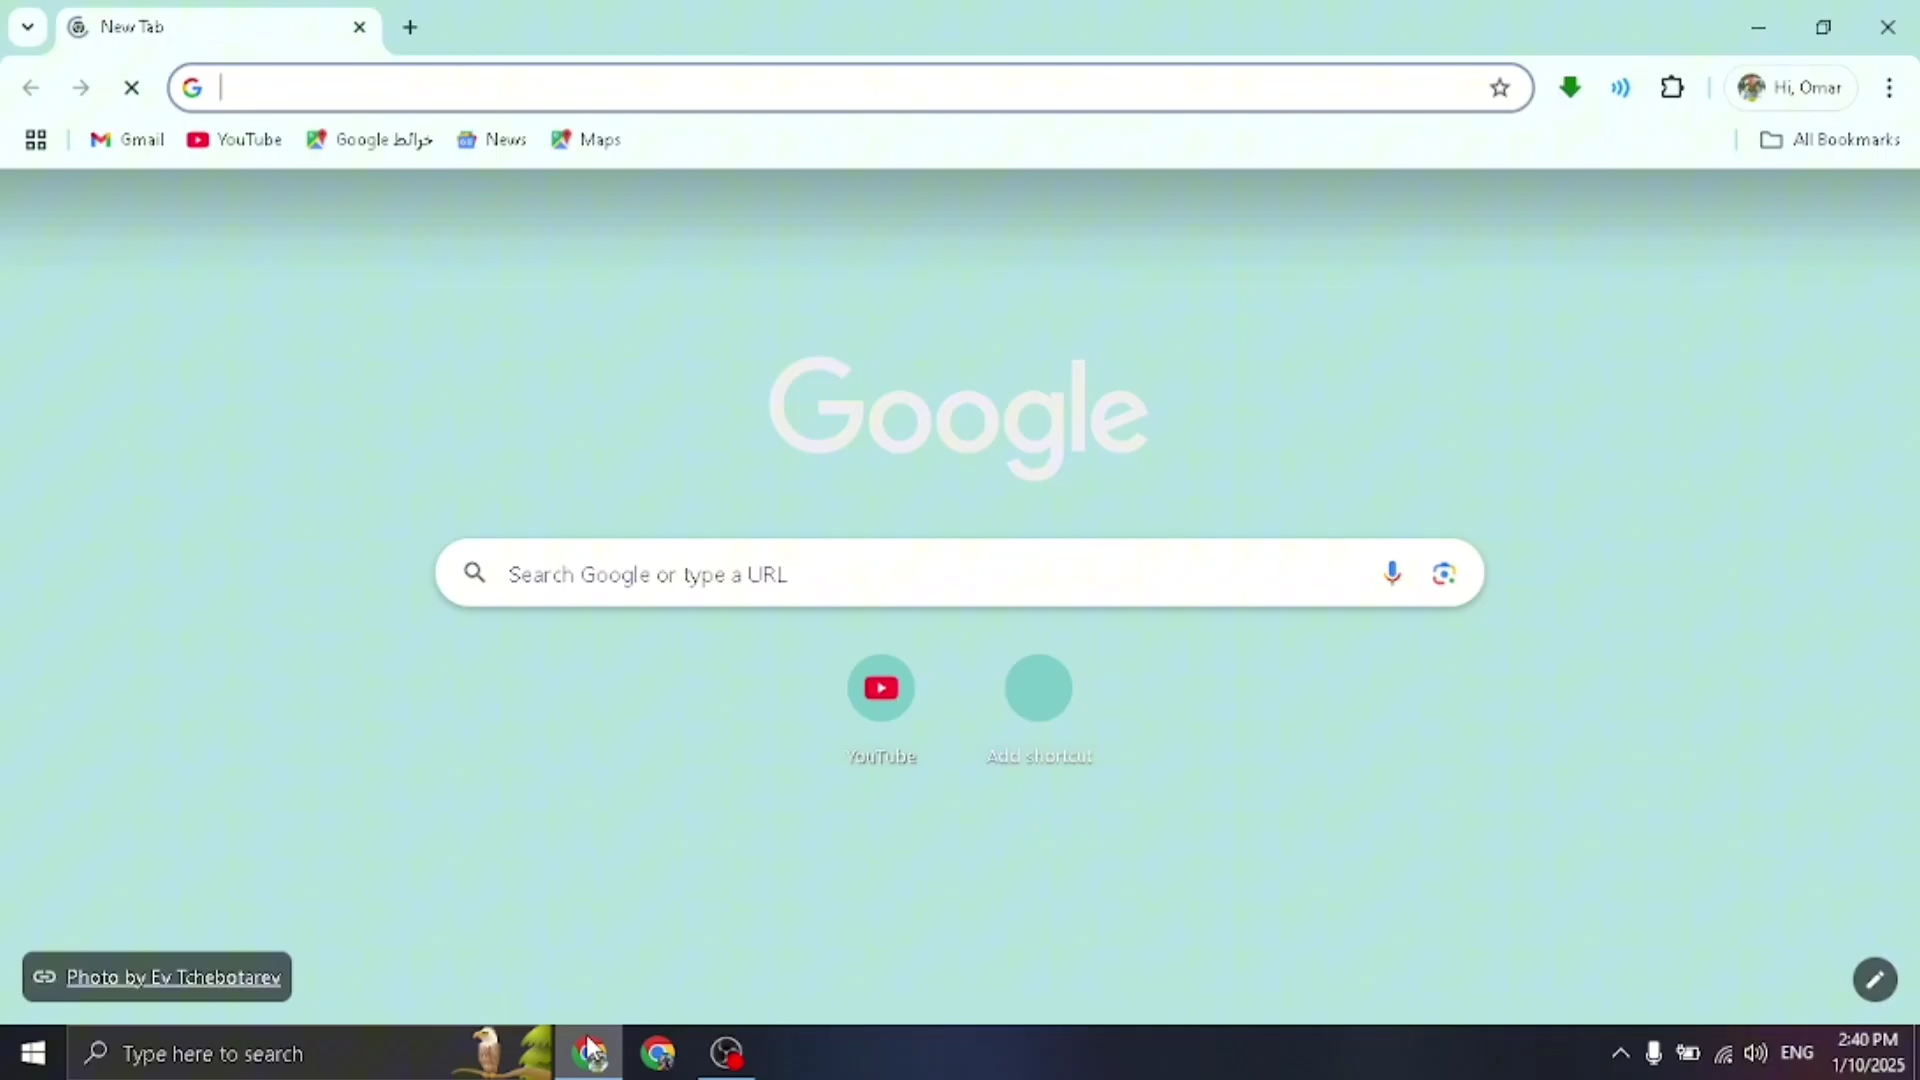 New Tab
Hi, Omar
Gmail
YouTube
خرائط Google
News
Maps
All Bookmarks
Google
Search Google or type a URL
YouTube
Add shortcut
Photo by Ev Tchebotarev
Type here to search
ENG
2:40 PM
1/10/2025